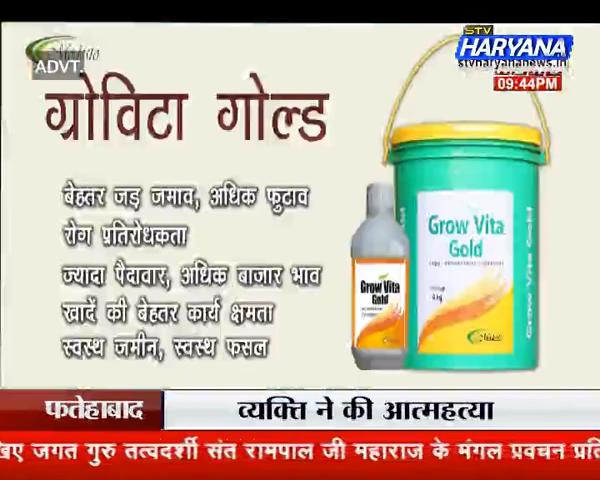 ADVT.
STV
HARYANA
stvharyananews.in
09:44PM
ग्रोविटा गोल्ड
बेहतर जड़ जमाव, अधिक फुटाव
रोग प्रतिरोधकता
ज्यादा पैदावार, अधिक बाजार भाव
खादें की बेहतर कार्य क्षमता
स्वस्थ जमीन, स्वस्थ फसल
Grow Vita
Gold
Grow Vita
Gold
Grow Vita Gold
फतेहाबाद
व्यक्ति ने की आत्महत्या
खिए जगत गुरु तत्वदर्शी संत रामपाल जी महाराज के मंगल प्रवचन प्रति